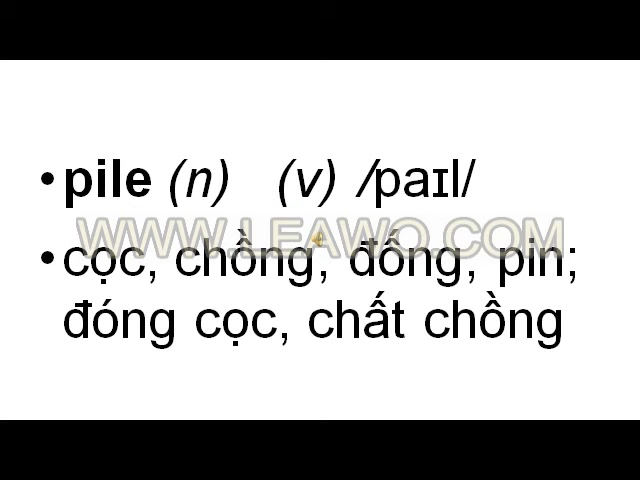 • pile (n) (v) /paɪl/
WWW.LEAWO.COM
• cọc, chồng, đống, pin;
đóng cọc, chất chồng